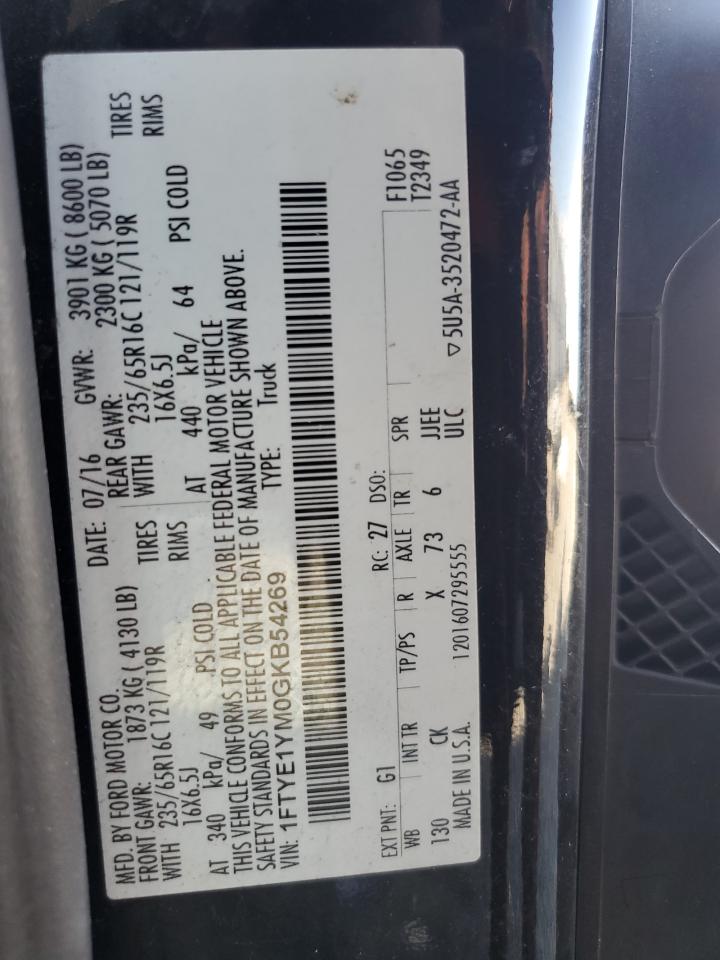 MFD. BY FORD MOTOR CO. DATE: 07/16 GVWR: 3901 KG ( 8600 LB)
FRONT GAWR: 1873 KG ( 4130 LB) REAR GAWR: 2300 KG ( 5070 LB)
WITH 235/65R16C 121/119R TIRES WITH 235/65R16C 121/119R TIRES
16X6.5J RIMS 16X6.5J RIMS
AT 340 kPa/ 49 PSI COLD AT 440 kPa/ 64 PSI COLD
THIS VEHICLE CONFORMS TO ALL APPLICABLE FEDERAL MOTOR VEHICLE
SAFETY STANDARDS IN EFFECT ON THE DATE OF MANUFACTURE SHOWN ABOVE.
VIN: 1FTYE1YM0GKB54269 TYPE: Truck
EXT PNT: G1 RC: 27 DSO: F1065
WB INT TR TP/PS R AXLE TR SPR T2349
130 CK X 73 6 JJEE
MADE IN U.S.A. 1201607295555 ULC ▽5U5A-3520472-AA